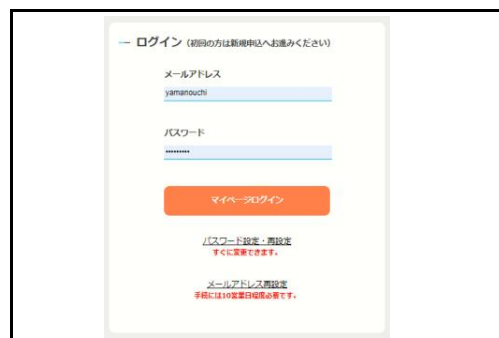 ログイン（初回の方は新規申込へお進みください）
メールアドレス
yamanouchi
パスワード
•••••••••
マイページログイン
パスワード設定・再設定
すぐに変更できます。
メールアドレス再設定
手続には10営業日程度必要です。